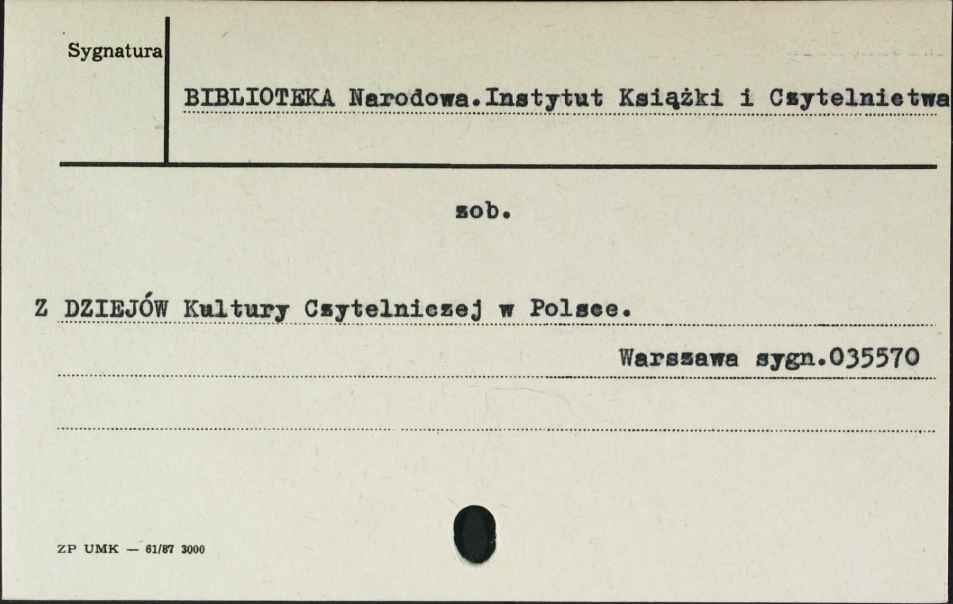 Sygnatura
BIBLIOTEKA Narodowa.Instytut Książki i Czytelnictwa
zob.
Z DZIEJÓW Kultury Czytelniczej w Polsce.
Warszawa sygn.035570
ZP UMK — 61/87 3000